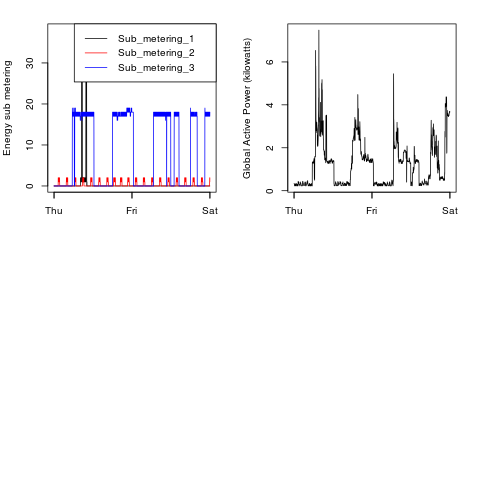 Energy sub metering
0
10
20
30
Thu
Fri
Sat
Sub_metering_1
Sub_metering_2
Sub_metering_3
Global Active Power (kilowatts)
0
2
4
6
Thu
Fri
Sat